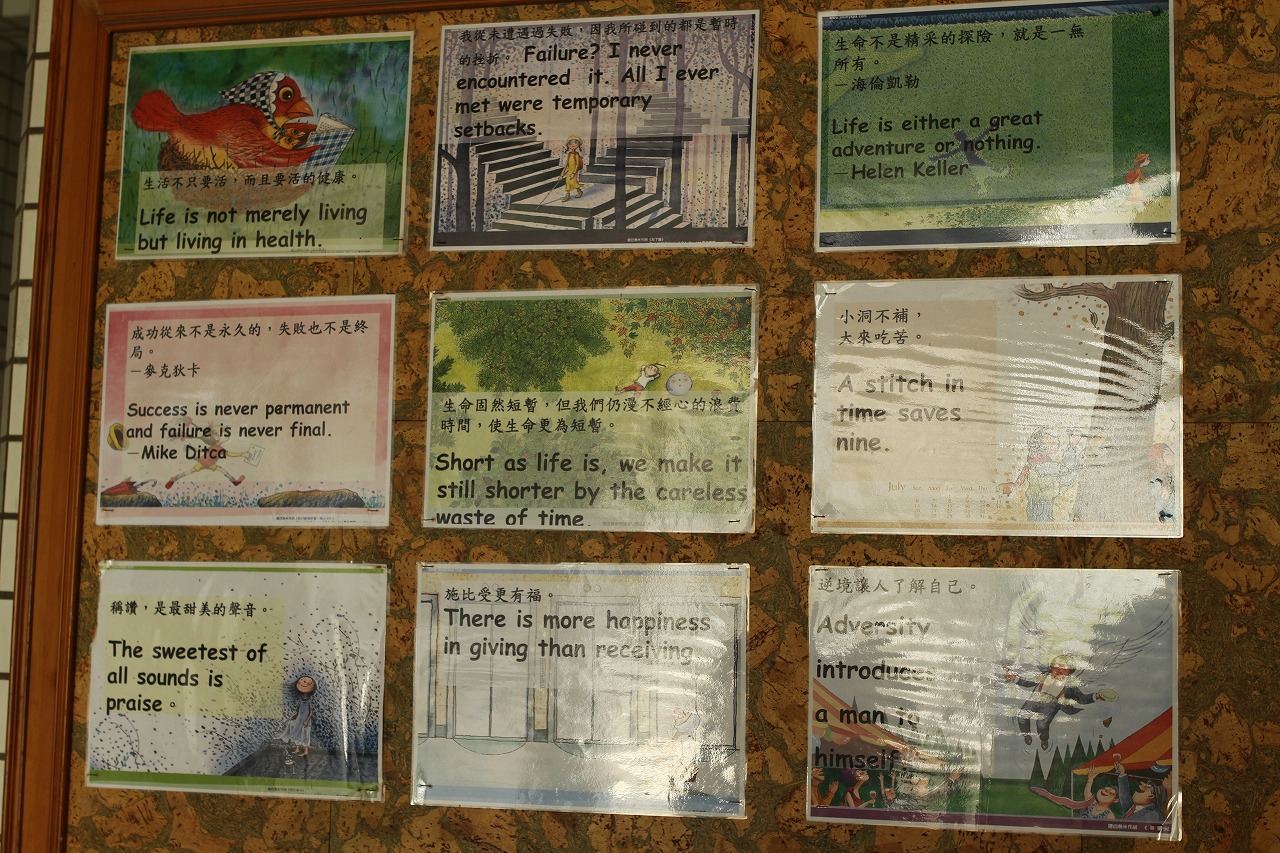 生活不只要活，而且要活的健康。
Life is not merely living
but living in health.
我從未遭遇過失敗，因我所碰到的都是暫時
的挫折。 Failure? I never
encountered it. All I ever
met were temporary
setbacks.
生命不是精采的探險，就是一無
所有。
－海倫凱勒
Life is either a great
adventure or nothing.
－Helen Keller
成功從來不是永久的，失敗也不是終
局。
－麥克狄卡
Success is never permanent
and failure is never final.
－Mike Ditca
生命固然短暫，但我們仍漫不經心的浪費
時間，使生命更為短暫。
Short as life is, we make it
still shorter by the careless
waste of time.
小洞不補，
大來吃苦。
A stitch in
time saves
nine.
July
稱讚，是最甜美的聲音。
The sweetest of
all sounds is
praise。
施比受更有福。
There is more happiness
in giving than receiving
逆境讓人了解自己。
Adversity
introduces
a man to
himself